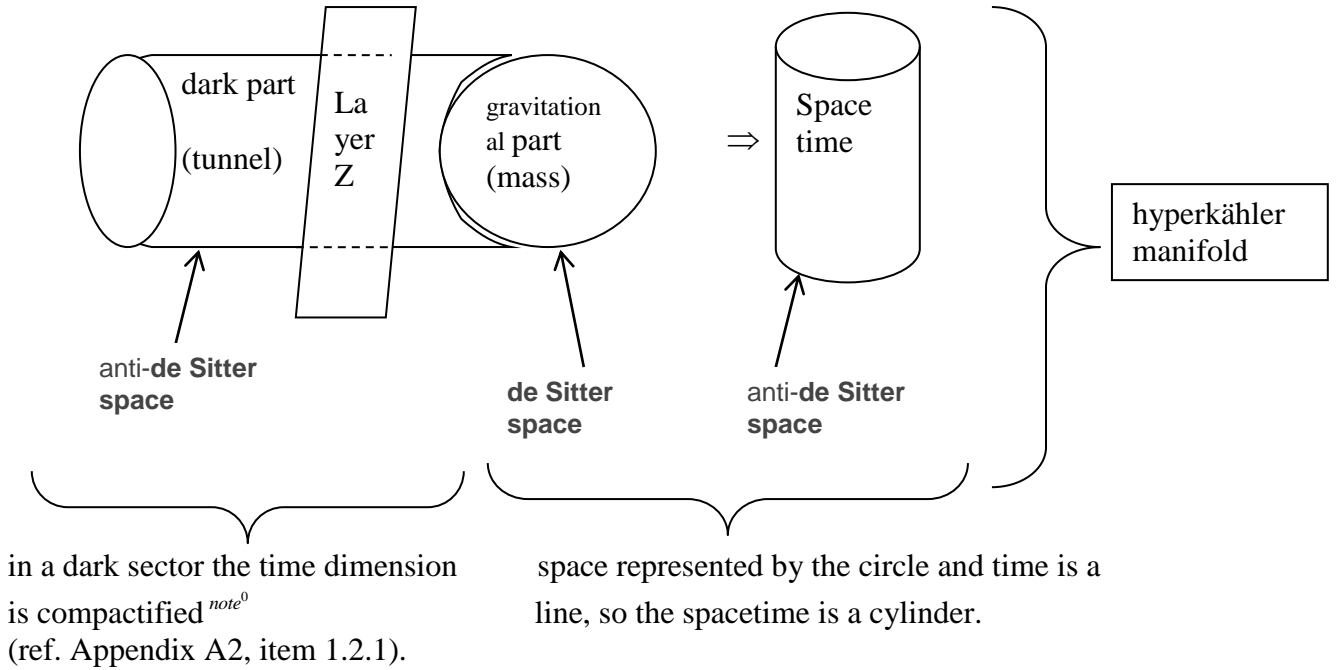 dark part
(tunnel)
La
yer
Z
gravitation
al part
(mass)
⇒
Space
time
hyperkähler
manifold
anti-de Sitter
space
de Sitter
space
anti-de Sitter
space
in a dark sector the time dimension
is compactified note⁰
(ref. Appendix A2, item 1.2.1).
space represented by the circle and time is a
line, so the spacetime is a cylinder.